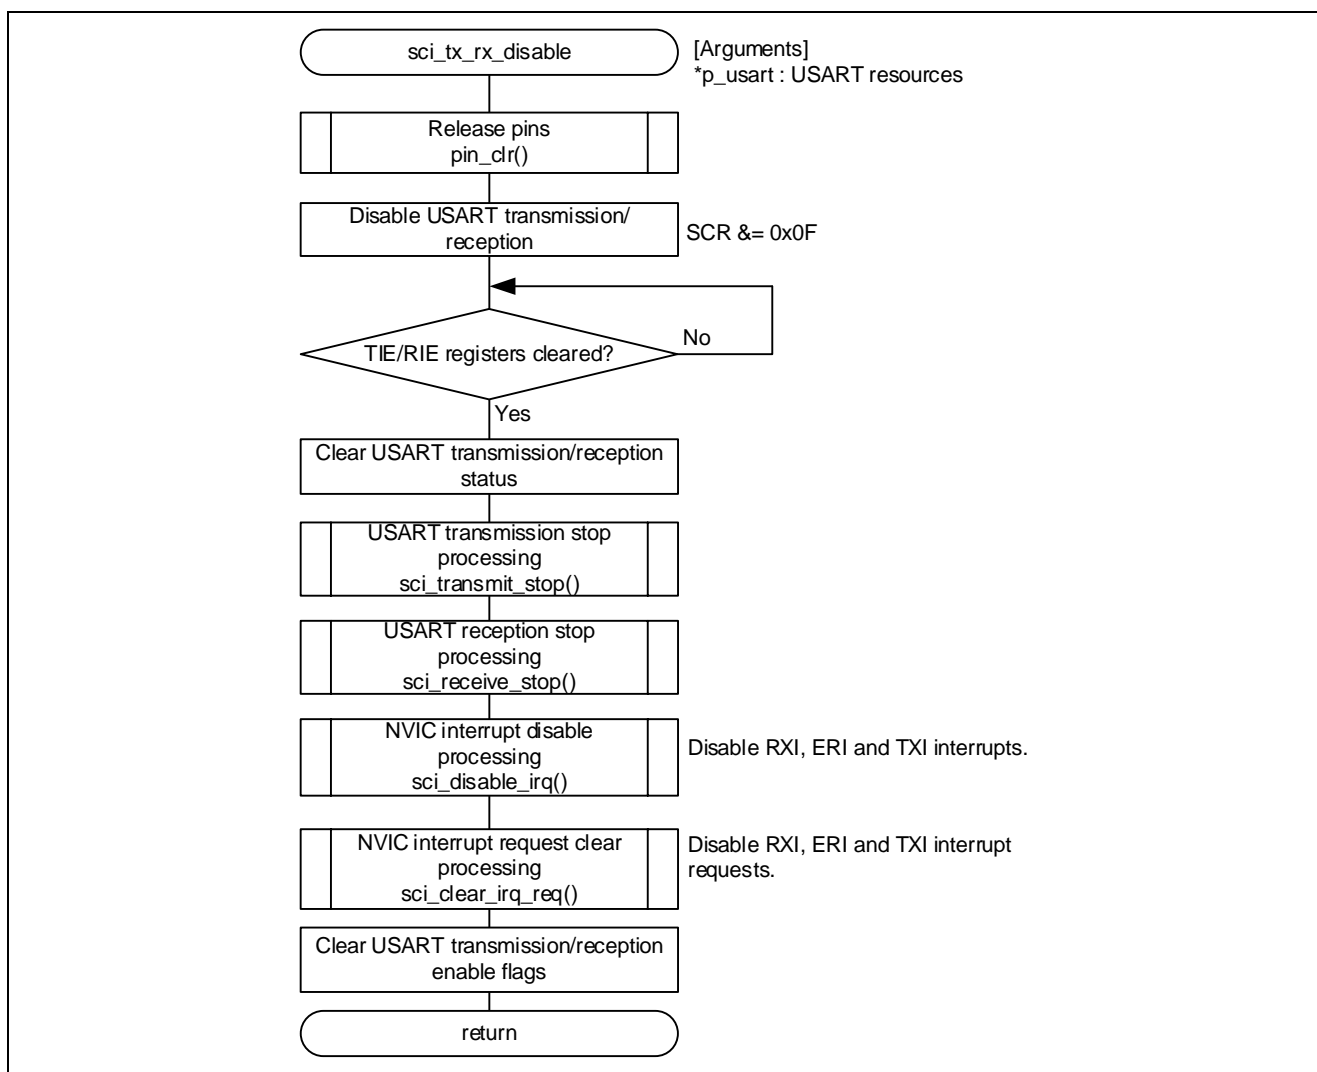 sci_tx_rx_disable
[Arguments]
*p_usart : USART resources
Release pins
pin_clr()
Disable USART transmission/
reception
SCR &= 0x0F
TIE/RIE registers cleared?
No
Yes
Clear USART transmission/reception
status
USART transmission stop
processing
sci_transmit_stop()
USART reception stop
processing
sci_receive_stop()
NVIC interrupt disable
processing
sci_disable_irq()
Disable RXI, ERI and TXI interrupts.
NVIC interrupt request clear
processing
sci_clear_irq_req()
Disable RXI, ERI and TXI interrupt
requests.
Clear USART transmission/reception
enable flags
return